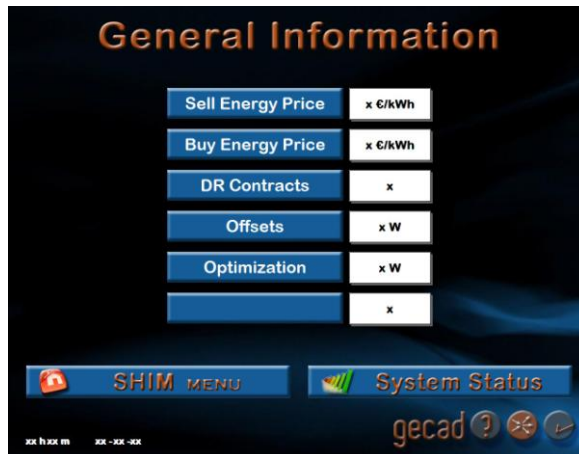 General Information
Sell Energy Price x €/kWh
Buy Energy Price x €/kWh
DR Contracts x
Offsets x W
Optimization x W
x
SHIM MENU System Status
gecad ?
xx h xx m xx -xx -xx